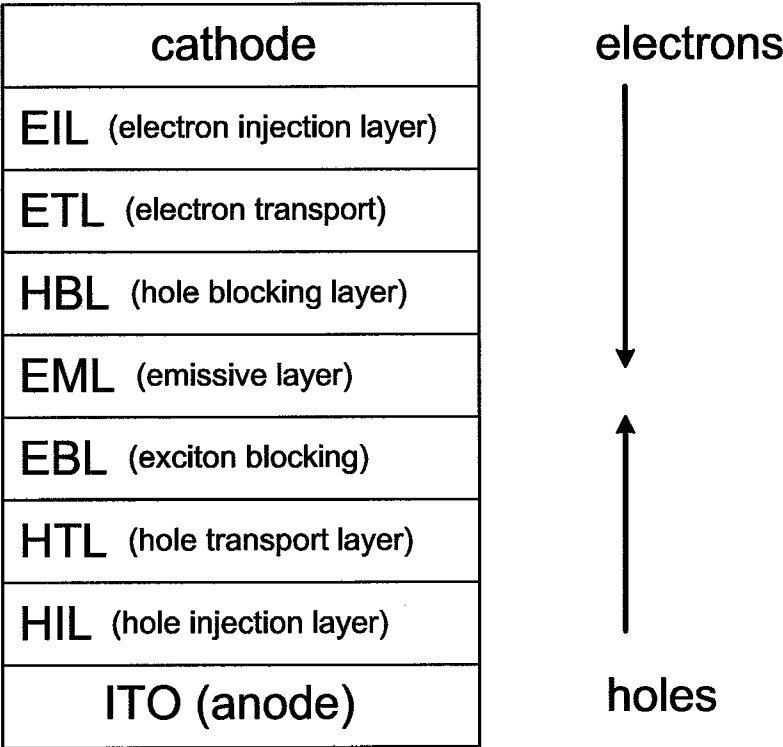 cathode
electrons
EIL (electron injection layer)
ETL (electron transport)
HBL (hole blocking layer)
EML (emissive layer)
EBL (exciton blocking)
HTL (hole transport layer)
HIL (hole injection layer)
ITO (anode)
holes